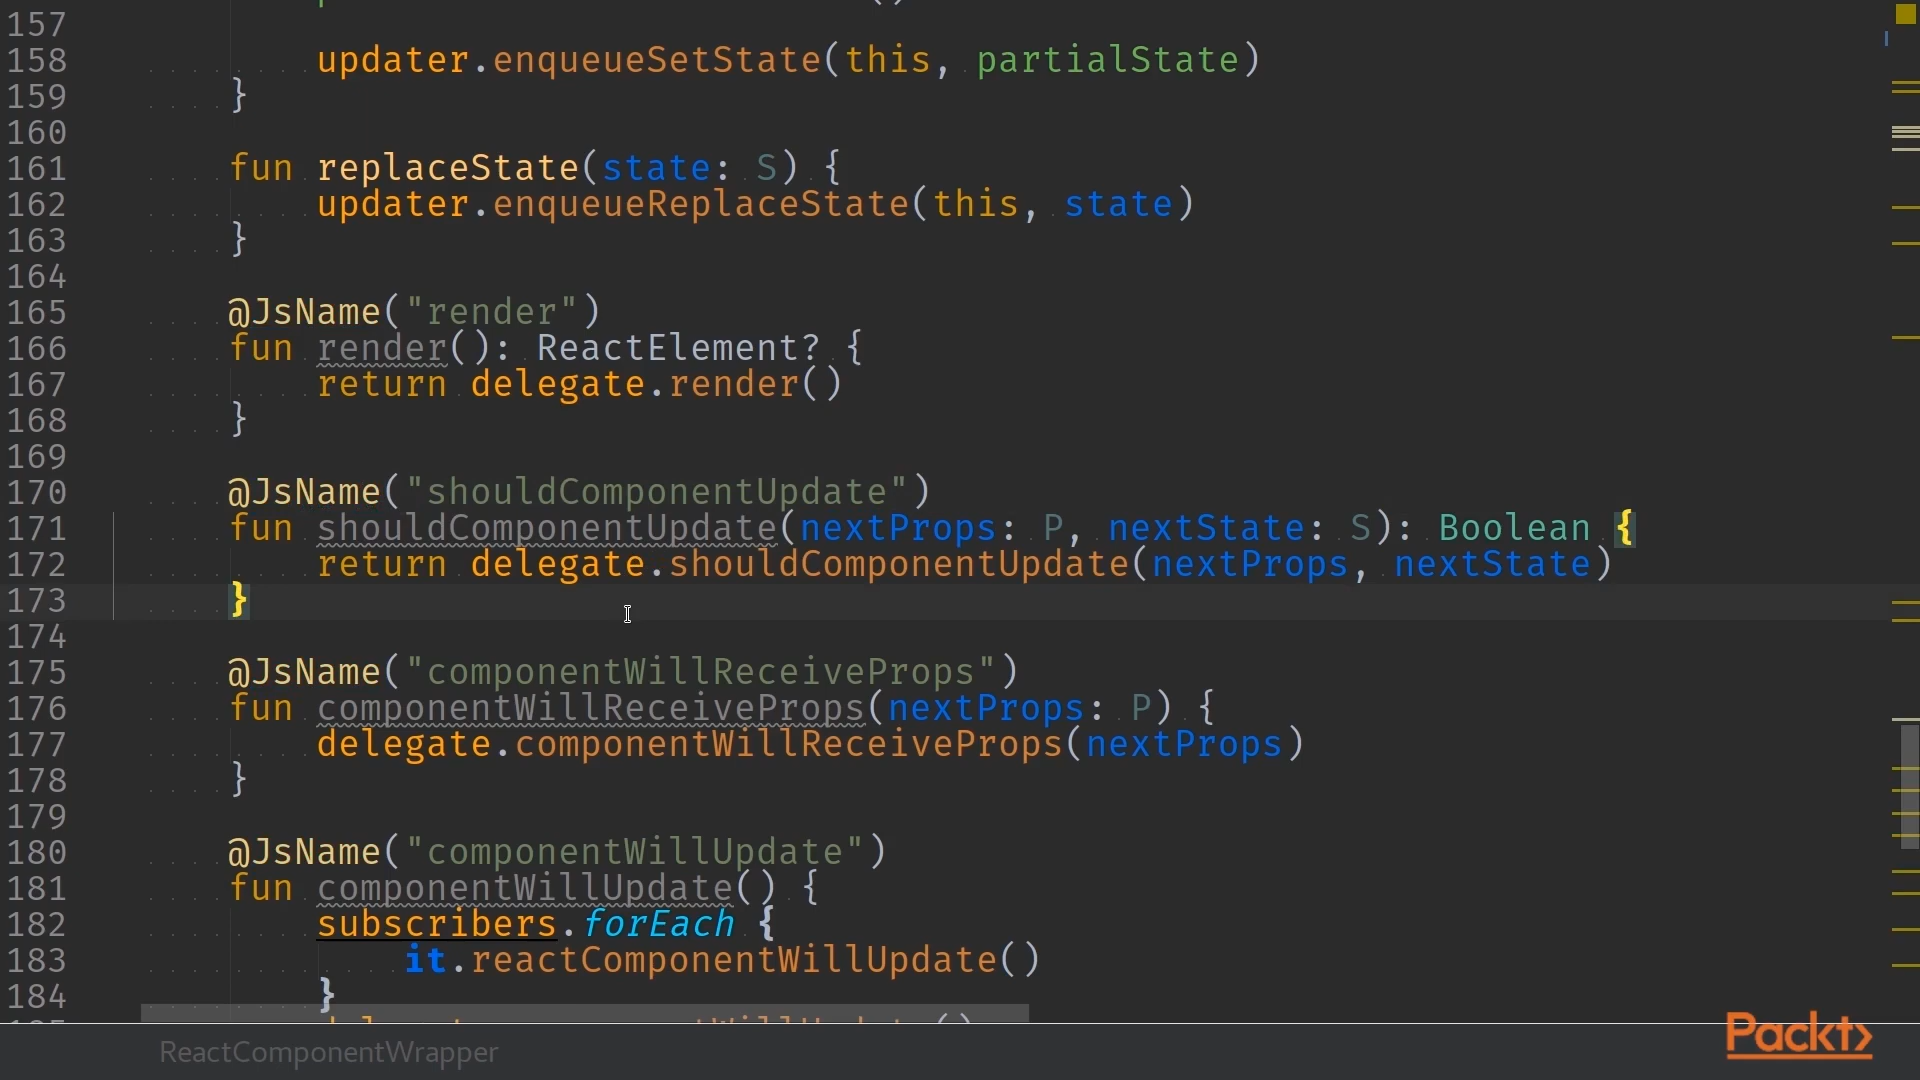 157
158 updater.enqueueSetState(this, partialState)
159 }
160
161 fun replaceState(state: S) {
162 updater.enqueueReplaceState(this, state)
163 }
164
165 @JsName("render")
166 fun render(): ReactElement? {
167 return delegate.render()
168 }
169
170 @JsName("shouldComponentUpdate")
171 fun shouldComponentUpdate(nextProps: P, nextState: S): Boolean {
172 return delegate.shouldComponentUpdate(nextProps, nextState)
173 }
174
175 @JsName("componentWillReceiveProps")
176 fun componentWillReceiveProps(nextProps: P) {
177 delegate.componentWillReceiveProps(nextProps)
178 }
179
180 @JsName("componentWillUpdate")
181 fun componentWillUpdate() {
182 subscribers.forEach {
183 it.reactComponentWillUpdate()
184 }
ReactComponentWrapper
Packt>